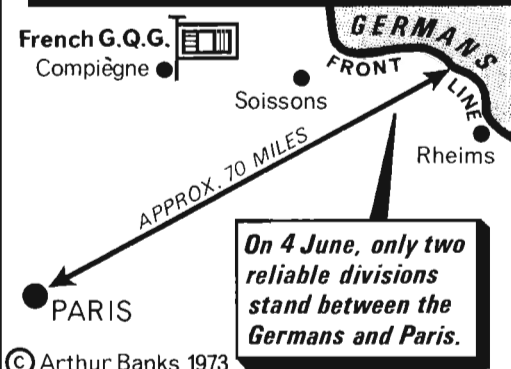 GERMANS
French G.Q.G.
Compiègne
FRONT LINE
Soissons
Rheims
APPROX. 70 MILES
On 4 June, only two
reliable divisions
stand between the
Germans and Paris.
PARIS
© Arthur Banks 1973